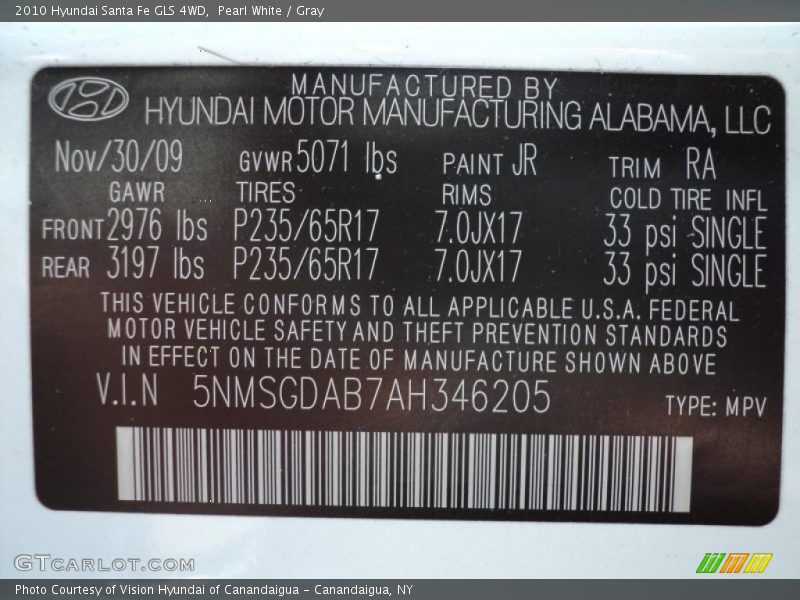 2010 Hyundai Santa Fe GLS 4WD,  Pearl White / Gray
MANUFACTURED BY
HYUNDAI MOTOR MANUFACTURING ALABAMA, LLC
Nov/30/09 GVWR 5071 lbs PAINT JR TRIM RA
GAWR TIRES RIMS COLD TIRE INFL
FRONT 2976 lbs P235/65R17 7.0JX17 33 psi SINGLE
REAR 3197 lbs P235/65R17 7.0JX17 33 psi SINGLE
THIS VEHICLE CONFORMS TO ALL APPLICABLE U.S.A. FEDERAL
MOTOR VEHICLE SAFETY AND THEFT PREVENTION STANDARDS
IN EFFECT ON THE DATE OF MANUFACTURE SHOWN ABOVE
V.I.N 5NMSGDAB7AH346205 TYPE: MPV
GTcarlot.com
Photo Courtesy of Vision Hyundai of Canandaigua - Canandaigua, NY